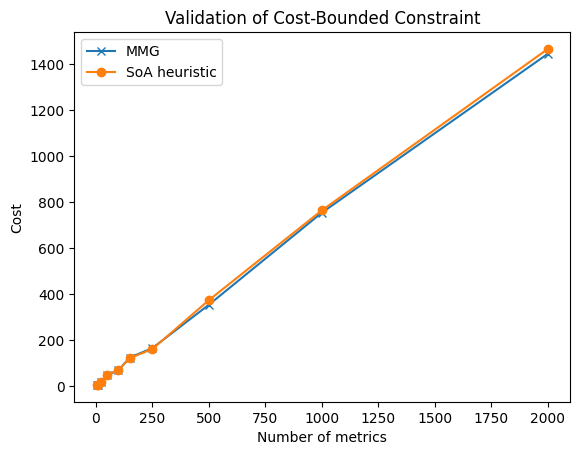 Validation of Cost-Bounded Constraint
MMG
SoA heuristic
Cost
1400
1200
1000
800
600
400
200
0
0 250 500 750 1000 1250 1500 1750 2000
Number of metrics